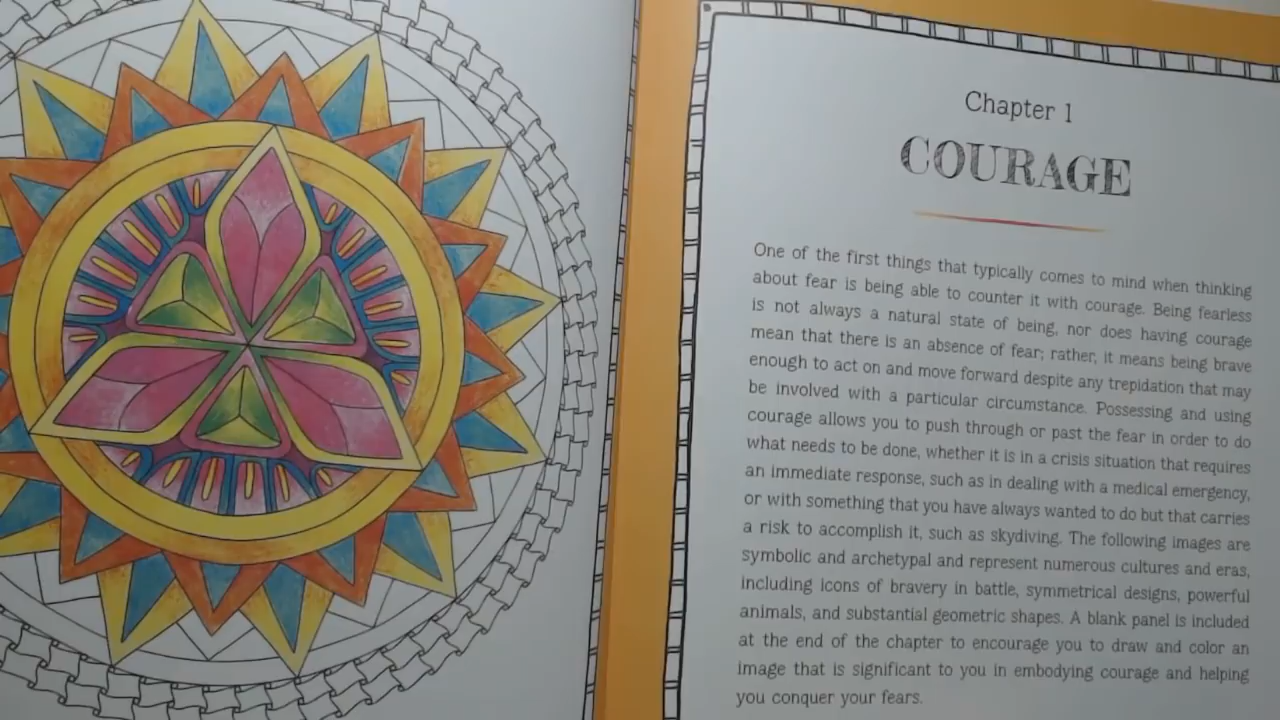 Chapter 1
COURAGE
One of the first things that typically comes to mind when thinking
about fear is being able to counter it with courage. Being fearless
is not always a natural state of being, nor does having courage
mean that there is an absence of fear; rather, it means being brave
enough to act on and move forward despite any trepidation that may
be involved with a particular circumstance. Possessing and using
courage allows you to push through or past the fear in order to do
what needs to be done, whether it is in a crisis situation that requires
an immediate response, such as in dealing with a medical emergency,
or with something that you have always wanted to do but that carries
a risk to accomplish it, such as skydiving. The following images are
symbolic and archetypal and represent numerous cultures and eras,
including icons of bravery in battle, symmetrical designs, powerful
animals, and substantial geometric shapes. A blank panel is included
at the end of the chapter to encourage you to draw and color an
image that is significant to you in embodying courage and helping
you conquer your fears.